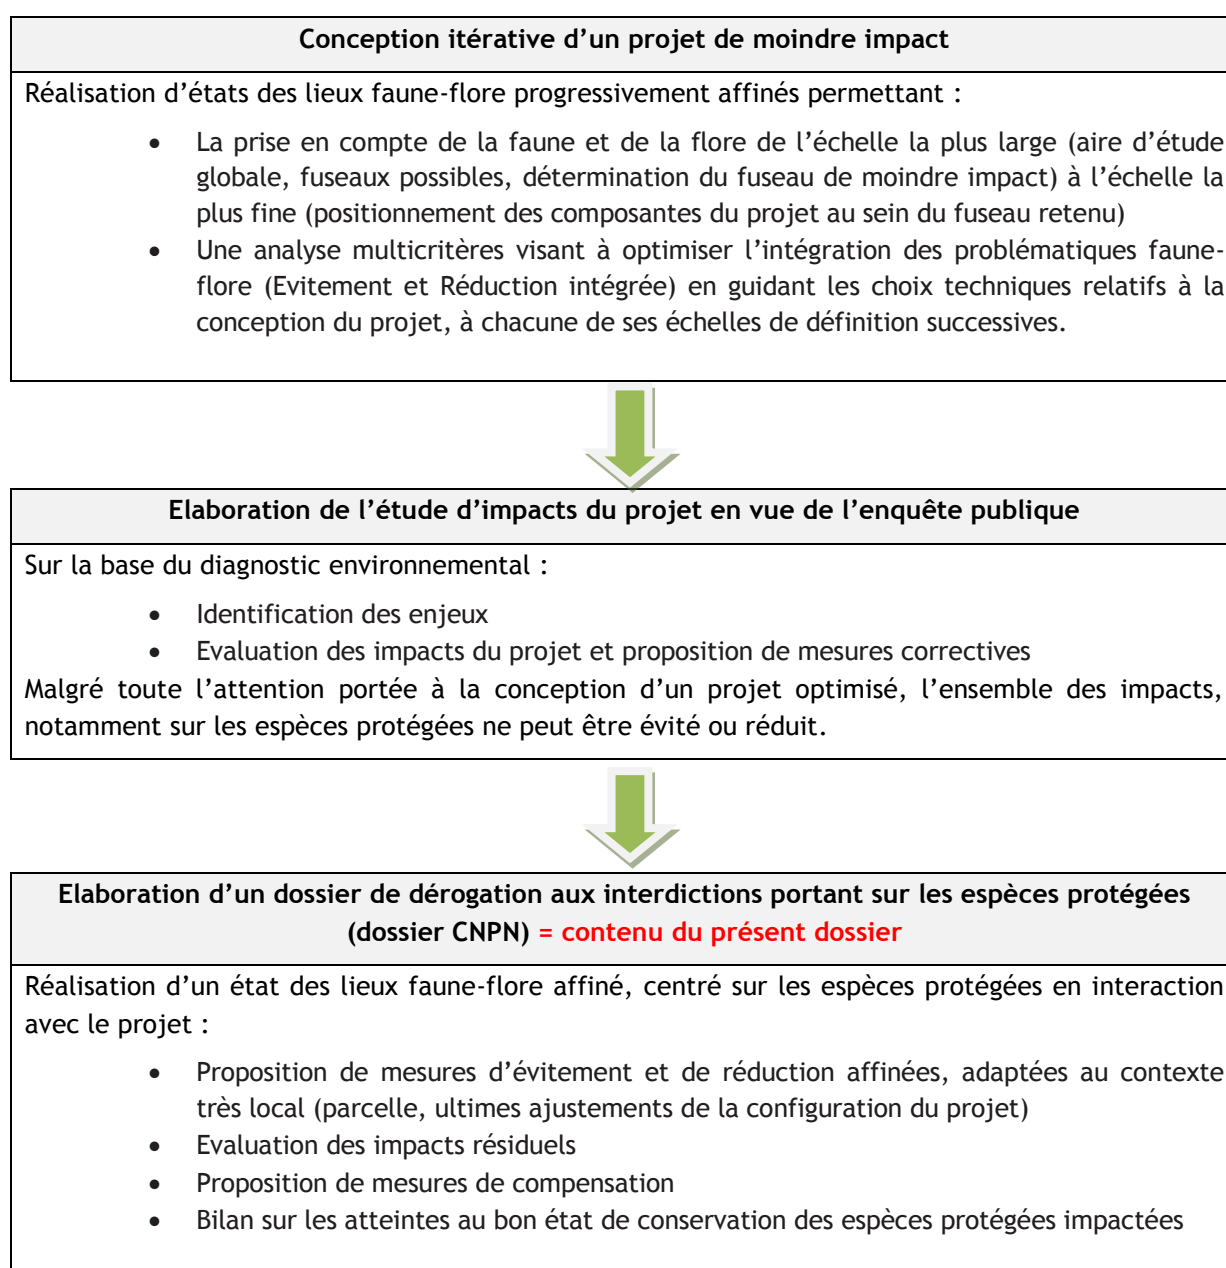 Conception itérative d’un projet de moindre impact
Réalisation d’états des lieux faune-flore progressivement affinés permettant :
• La prise en compte de la faune et de la flore de l’échelle la plus large (aire d’étude
globale, fuseaux possibles, détermination du fuseau de moindre impact) à l’échelle la
plus fine (positionnement des composantes du projet au sein du fuseau retenu)
• Une analyse multicritères visant à optimiser l’intégration des problématiques faune-
flore (Evitement et Réduction intégrée) en guidant les choix techniques relatifs à la
conception du projet, à chacune de ses échelles de définition successives.
Elaboration de l’étude d’impacts du projet en vue de l’enquête publique
Sur la base du diagnostic environnemental :
• Identification des enjeux
• Evaluation des impacts du projet et proposition de mesures correctives
Malgré toute l’attention portée à la conception d’un projet optimisé, l’ensemble des impacts,
notamment sur les espèces protégées ne peut être évité ou réduit.
Elaboration d’un dossier de dérogation aux interdictions portant sur les espèces protégées
(dossier CNPN) = contenu du présent dossier
Réalisation d’un état des lieux faune-flore affiné, centré sur les espèces protégées en interaction
avec le projet :
• Proposition de mesures d’évitement et de réduction affinées, adaptées au contexte
très local (parcelle, ultimes ajustements de la configuration du projet)
• Evaluation des impacts résiduels
• Proposition de mesures de compensation
• Bilan sur les atteintes au bon état de conservation des espèces protégées impactées